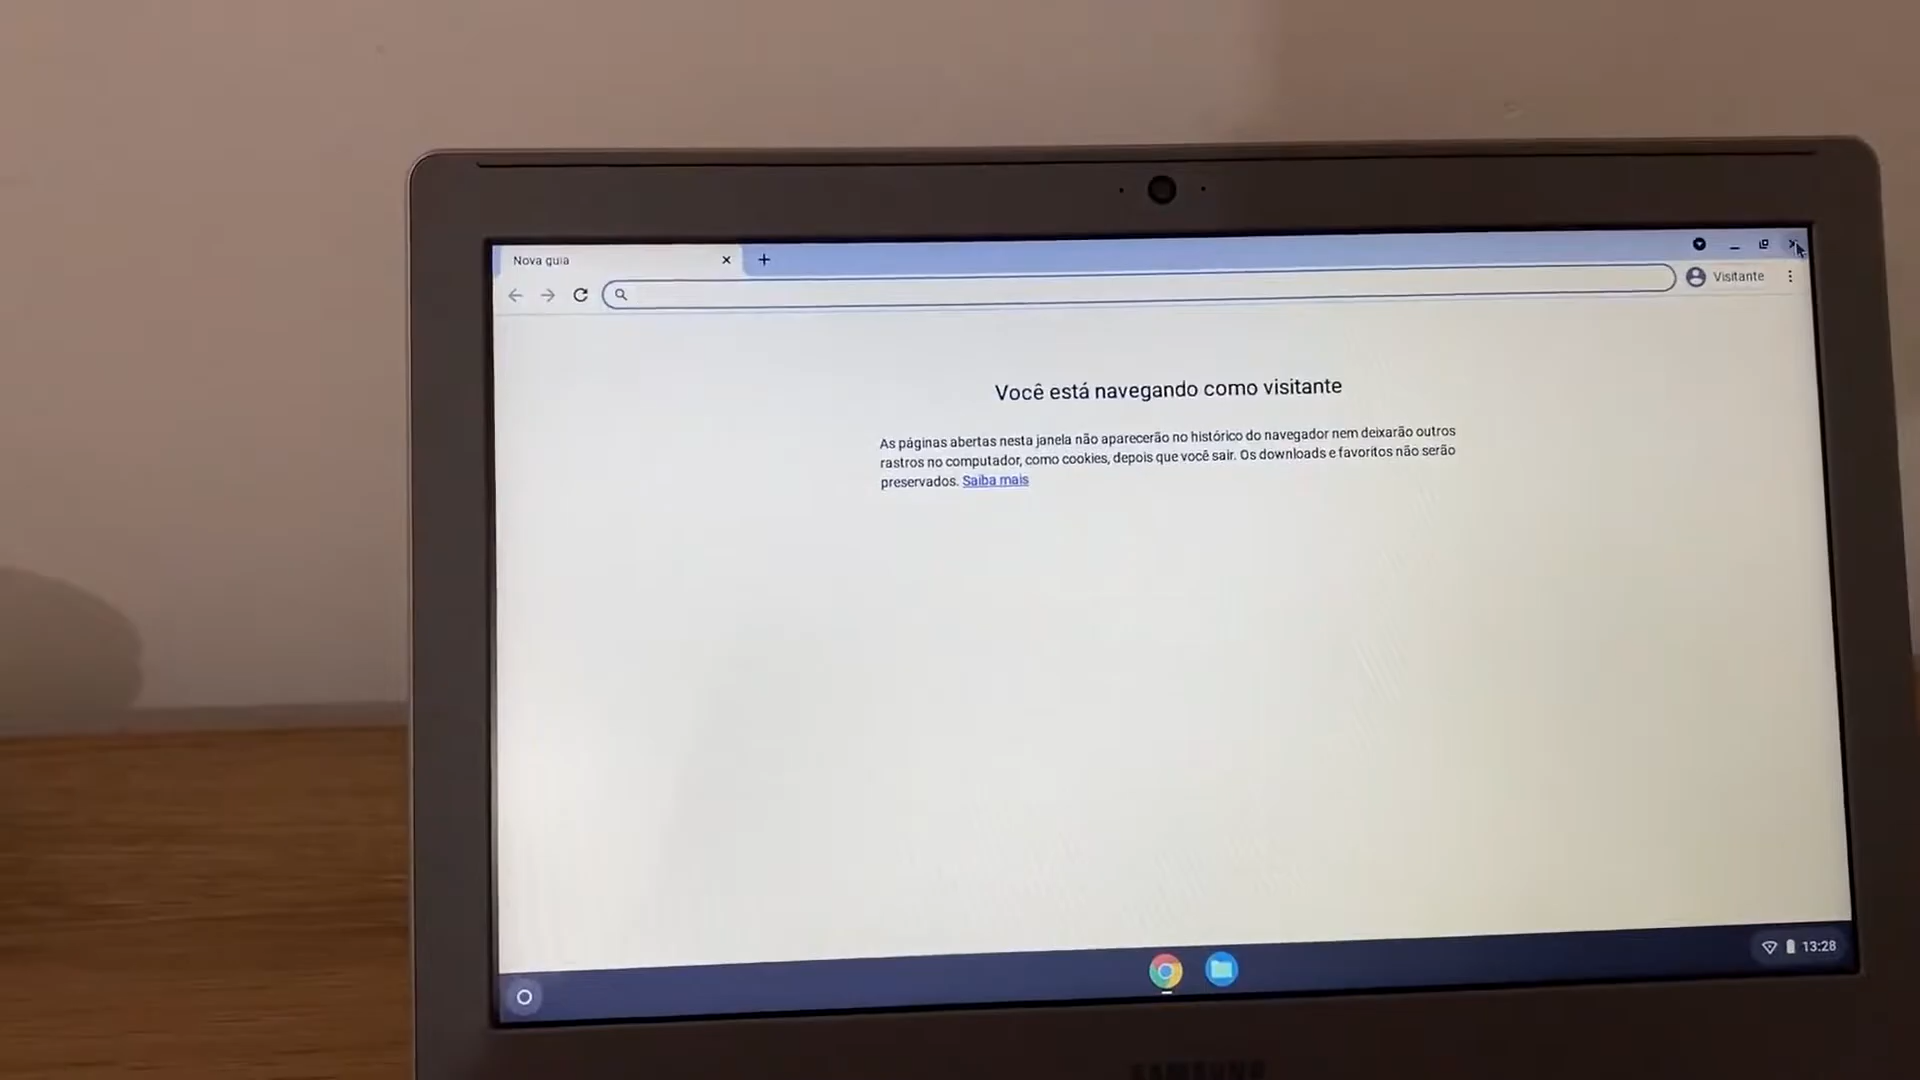 Nova guia
Visitante
Você está navegando como visitante
As páginas abertas nesta janela não aparecerão no histórico do navegador nem deixarão outros
rastros no computador, como cookies, depois que você sair. Os downloads e favoritos não serão
preservados. Saiba mais
13:28
SAMSUNG